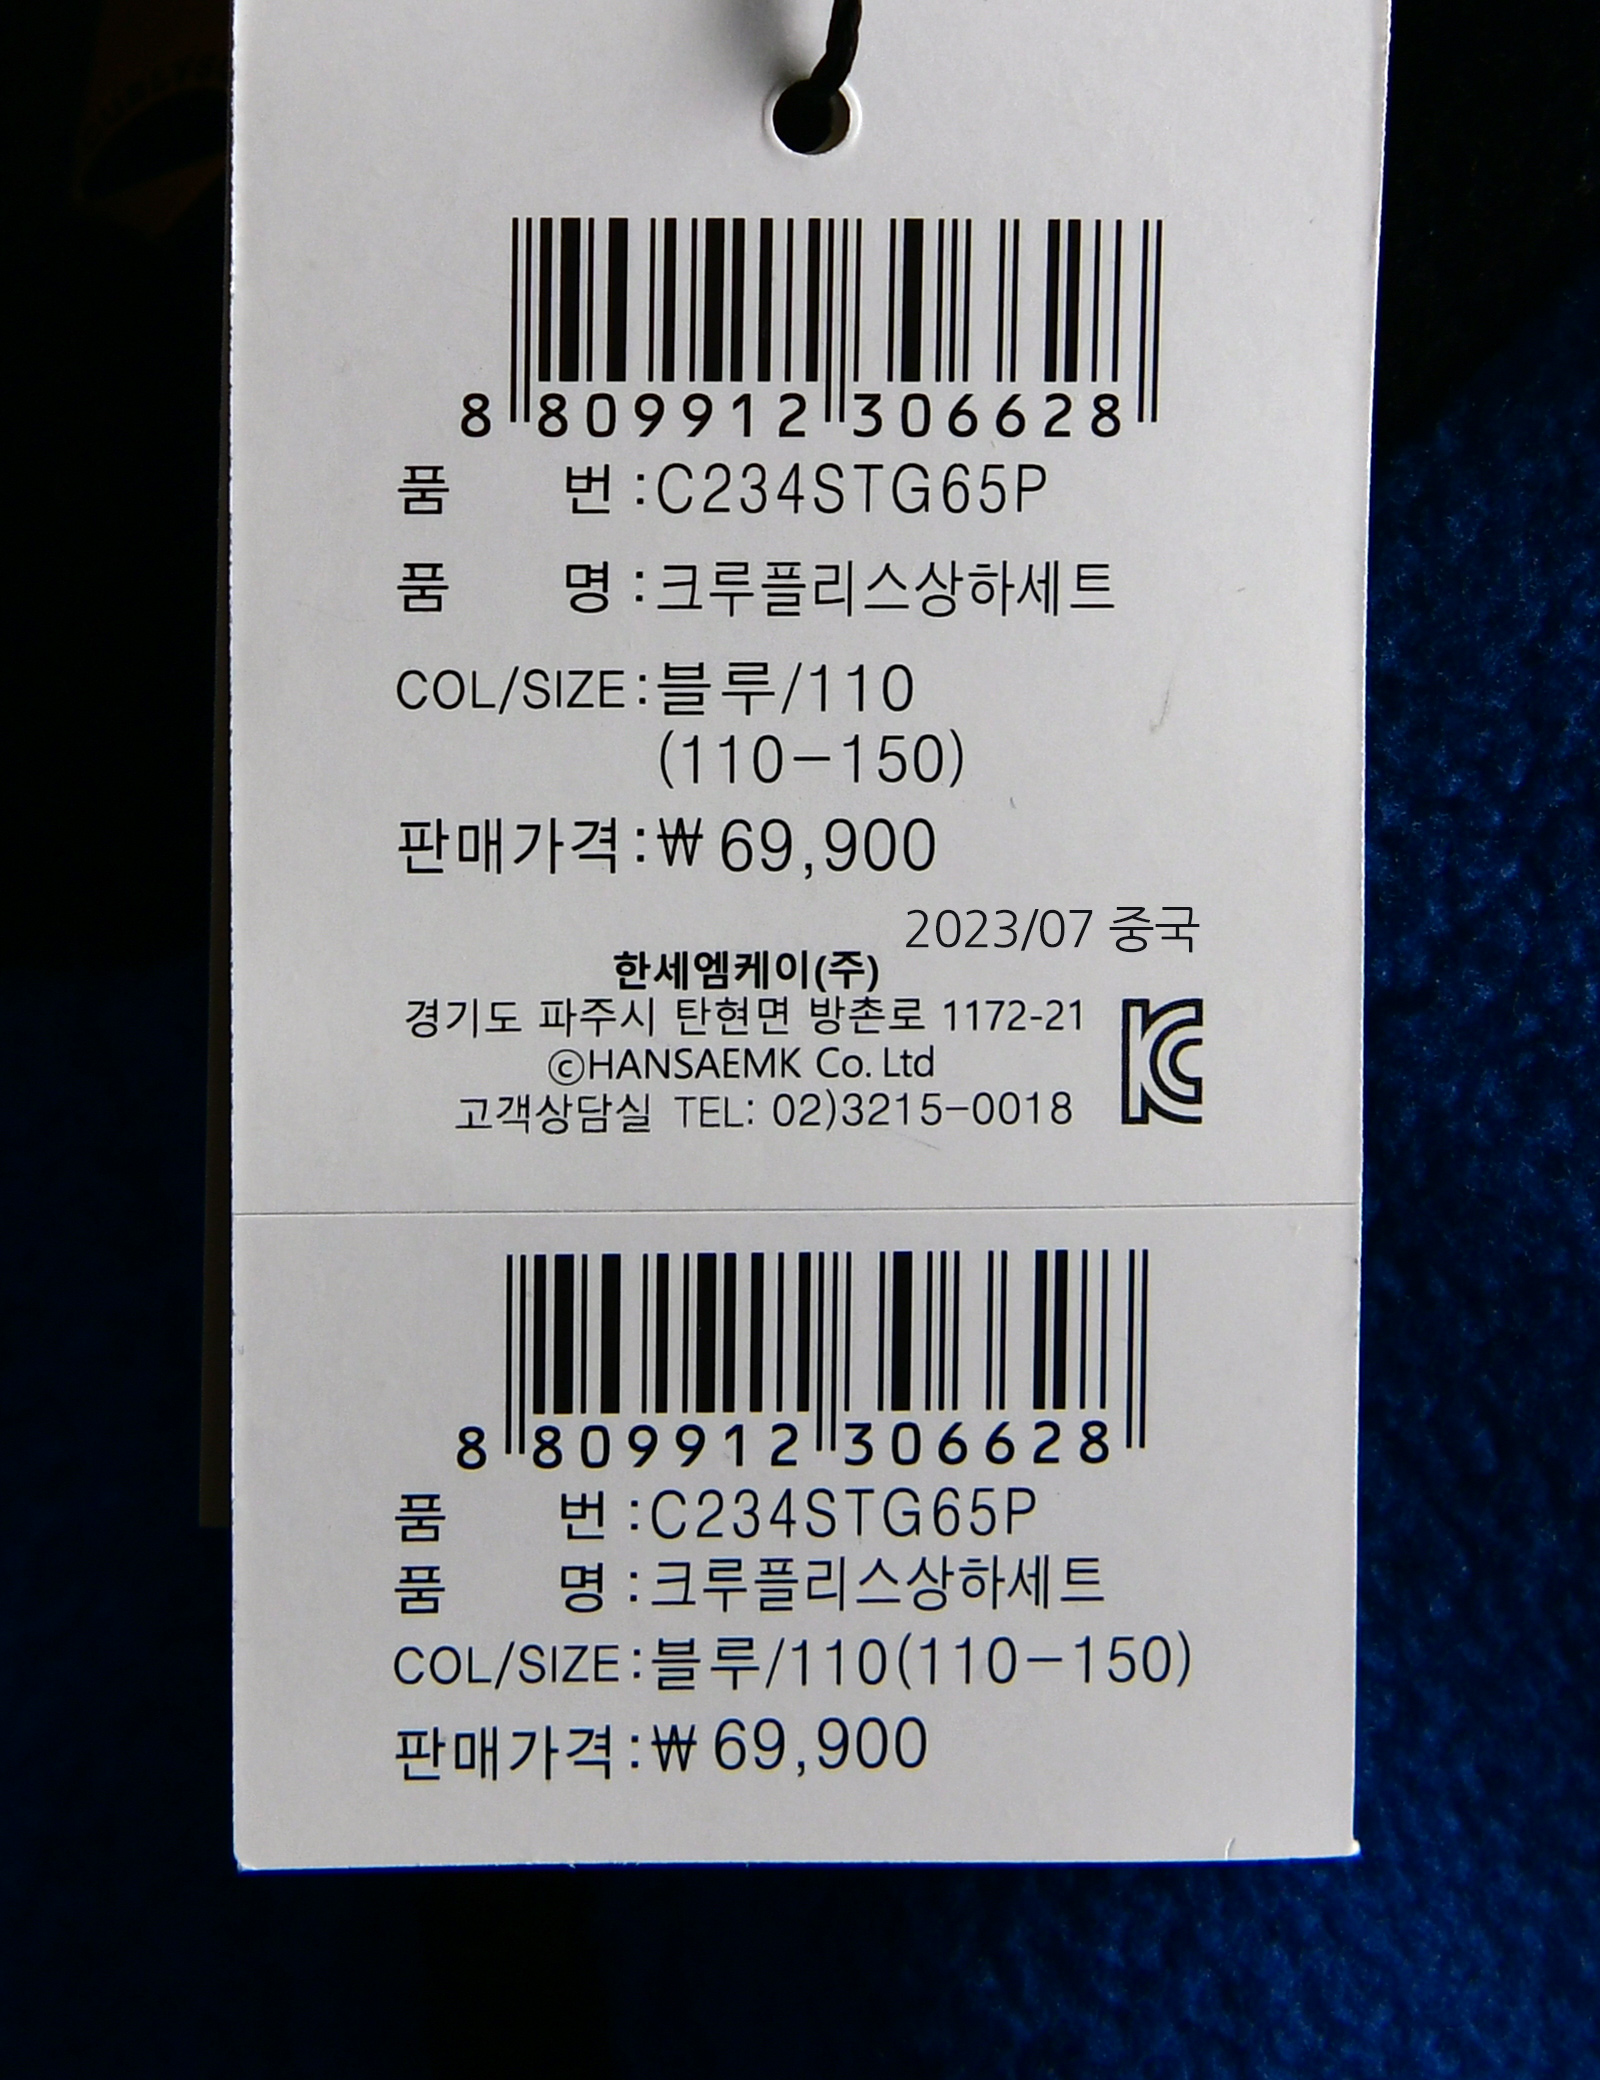 8 809912 306628
품 번 : C234STG65P
품 명 : 크루플리스상하세트
COL/SIZE : 블루/110
(110-150)
판매가격 : ₩ 69,900
2023/07 중국
한세엠케이(주)
경기도 파주시 탄현면 방촌로 1172-21
ⓒHANSAEMK Co. Ltd
고객상담실 TEL: 02)3215-0018
8 809912 306628
품 번 : C234STG65P
품 명 : 크루플리스상하세트
COL/SIZE : 블루/110(110-150)
판매가격 : ₩ 69,900